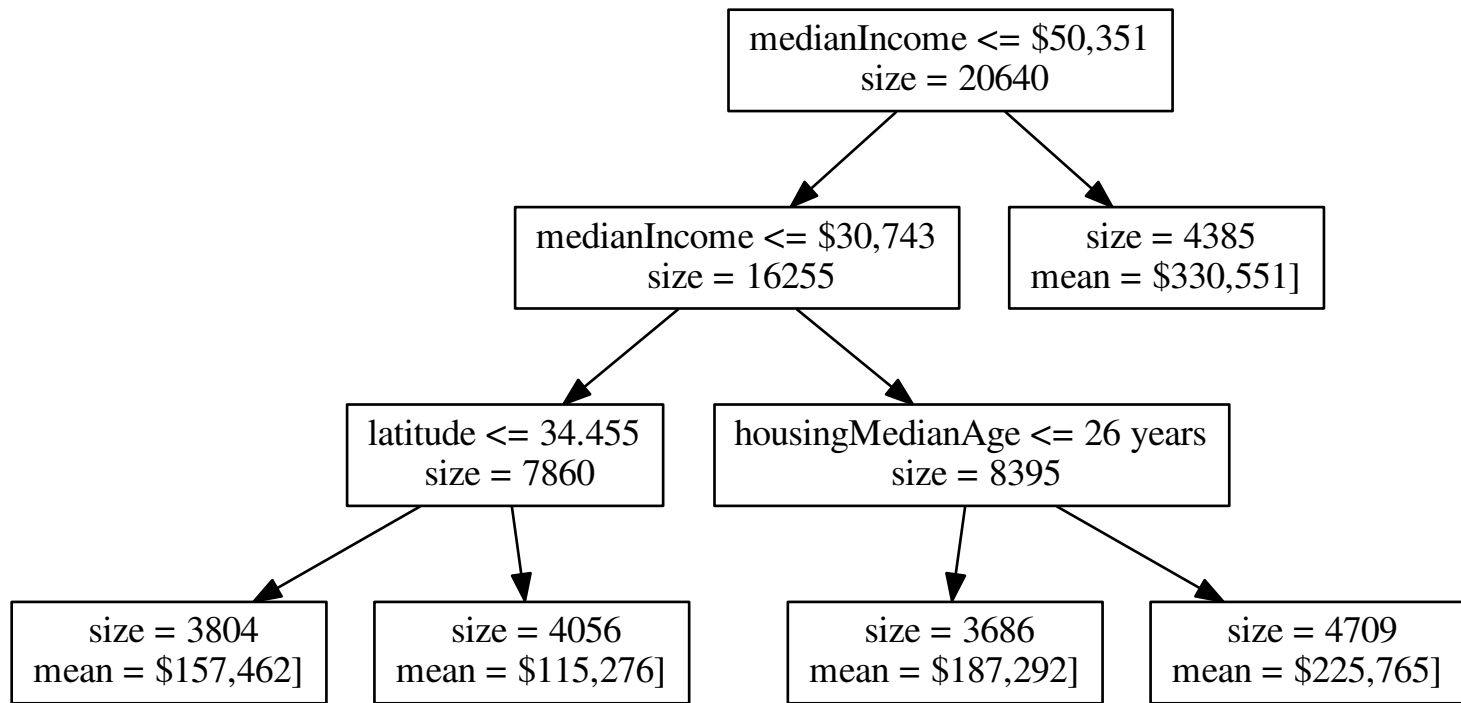 medianIncome <= $50,351
size = 20640
medianIncome <= $30,743
size = 16255
size = 4385
mean = $330,551]
latitude <= 34.455
size = 7860
housingMedianAge <= 26 years
size = 8395
size = 3804
mean = $157,462]
size = 4056
mean = $115,276]
size = 3686
mean = $187,292]
size = 4709
mean = $225,765]